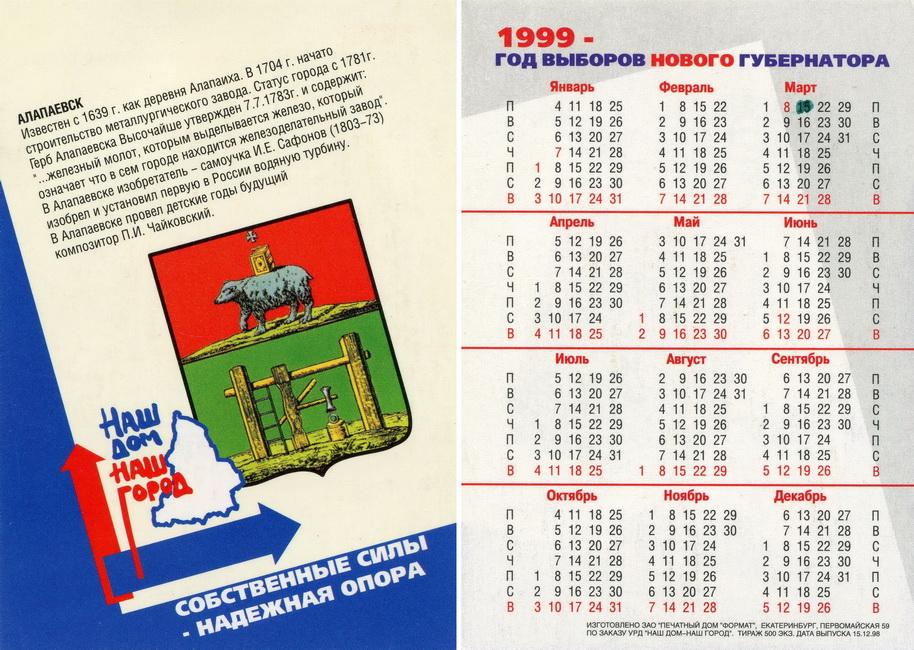 АЛАПАЕВСК
Известен с 1639 г. как деревня Алапаиха. В 1704 г. начато
строительство металлургического завода. Статус города с 1781г.
Герб Алапаевска Высочайше утвержден 7.7.1783г. и содержит:
"...железный молот, которым выделывается железо, который
означает что в сем городе находится железоделательный завод".
В Алапаевске изобретатель – самоучка И.Е. Сафонов (1803–73)
изобрел и установил первую в России водяную турбину.
В Алапаевске провел детские годы будущий
композитор П.И. Чайковский.
НАШ
ДОМ
НАШ
ГОРОД
СОБСТВЕННЫЕ СИЛЫ
- НАДЕЖНАЯ ОПОРА
1999 -
ГОД ВЫБОРОВ НОВОГО ГУБЕРНАТОРА
Январь Февраль Март
П 4 11 18 25 1 8 15 22 1 8 15 22 29 П
В 5 12 19 26 2 9 16 23 2 9 16 23 30 В
С 6 13 20 27 3 10 17 24 3 10 17 24 31 С
Ч 7 14 21 28 4 11 18 25 4 11 18 25 Ч
П 1 8 15 22 29 5 12 19 26 5 12 19 26 П
С 2 9 16 23 30 6 13 20 27 6 13 20 27 С
В 3 10 17 24 31 7 14 21 28 7 14 21 28 В
Апрель Май Июнь
П 5 12 19 26 3 10 17 24 31 7 14 21 28 П
В 6 13 20 27 4 11 18 25 1 8 15 22 29 В
С 7 14 21 28 5 12 19 26 2 9 16 23 30 С
Ч 1 8 15 22 29 6 13 20 27 3 10 17 24 Ч
П 2 9 16 23 30 7 14 21 28 4 11 18 25 П
С 3 10 17 24 1 8 15 22 29 5 12 19 26 С
В 4 11 18 25 2 9 16 23 30 6 13 20 27 В
Июль Август Сентябрь
П 5 12 19 26 2 9 16 23 30 6 13 20 27 П
В 6 13 20 27 3 10 17 24 31 7 14 21 28 В
С 7 14 21 28 4 11 18 25 1 8 15 22 29 С
Ч 1 8 15 22 29 5 12 19 26 2 9 16 23 30 Ч
П 2 9 16 23 30 6 13 20 27 3 10 17 24 П
С 3 10 17 24 31 7 14 21 28 4 11 18 25 С
В 4 11 18 25 1 8 15 22 29 5 12 19 26 В
Октябрь Ноябрь Декабрь
П 4 11 18 25 1 8 15 22 29 6 13 20 27 П
В 5 12 19 26 2 9 16 23 30 7 14 21 28 В
С 6 13 20 27 3 10 17 24 1 8 15 22 29 С
Ч 7 14 21 28 4 11 18 25 2 9 16 23 30 Ч
П 1 8 15 22 29 5 12 19 26 3 10 17 24 31 П
С 2 9 16 23 30 6 13 20 27 4 11 18 25 С
В 3 10 17 24 31 7 14 21 28 5 12 19 26 В
ИЗГОТОВЛЕНО ЗАО "ПЕЧАТНЫЙ ДОМ "ФОРМАТ", ЕКАТЕРИНБУРГ, ПЕРВОМАЙСКАЯ 59
ПО ЗАКАЗУ УРД "НАШ ДОМ–НАШ ГОРОД". ТИРАЖ 500 ЭКЗ. ДАТА ВЫПУСКА 15.12.98